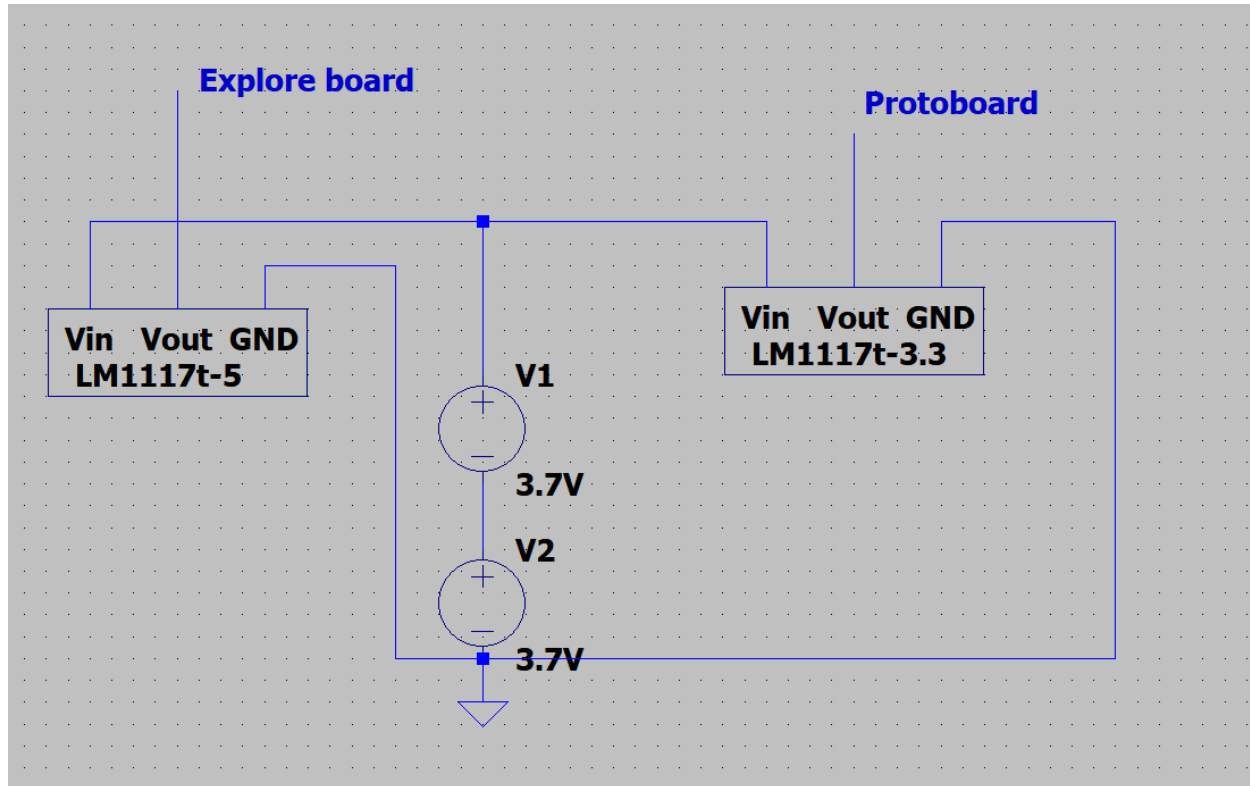 Explore board
Protoboard
Vin Vout GND
LM1117t-5
Vin Vout GND
LM1117t-3.3
V1
3.7V
V2
3.7V